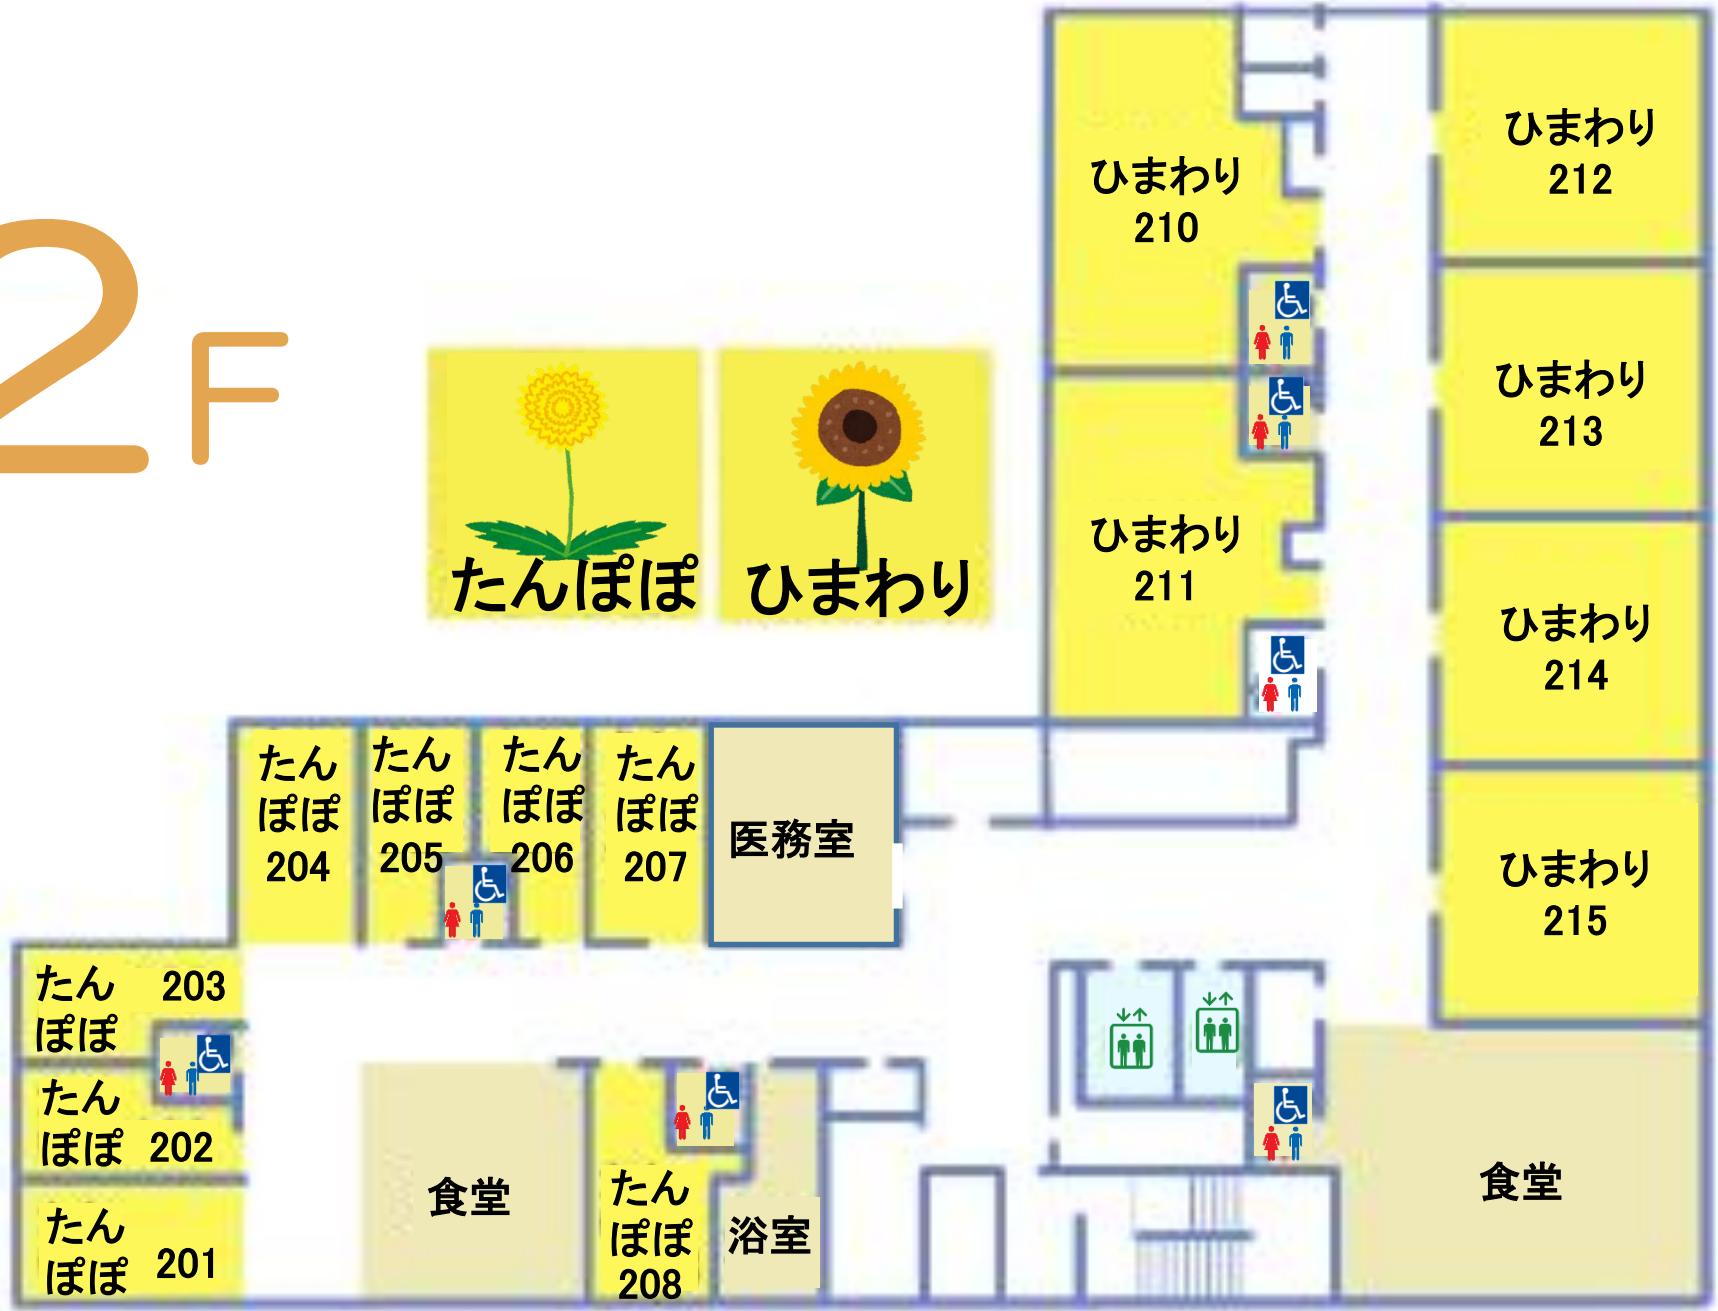 2F
たんぽぽ
ひまわり
ひまわり
210
ひまわり
211
ひまわり
212
ひまわり
213
ひまわり
214
ひまわり
215
たん
ぽぽ
204
たん
ぽぽ
205
たん
ぽぽ
206
たん
ぽぽ
207
医務室
たん 203
ぽぽ
たん
ぽぽ 202
たん
ぽぽ 201
食堂
たん
ぽぽ
208
浴室
食堂